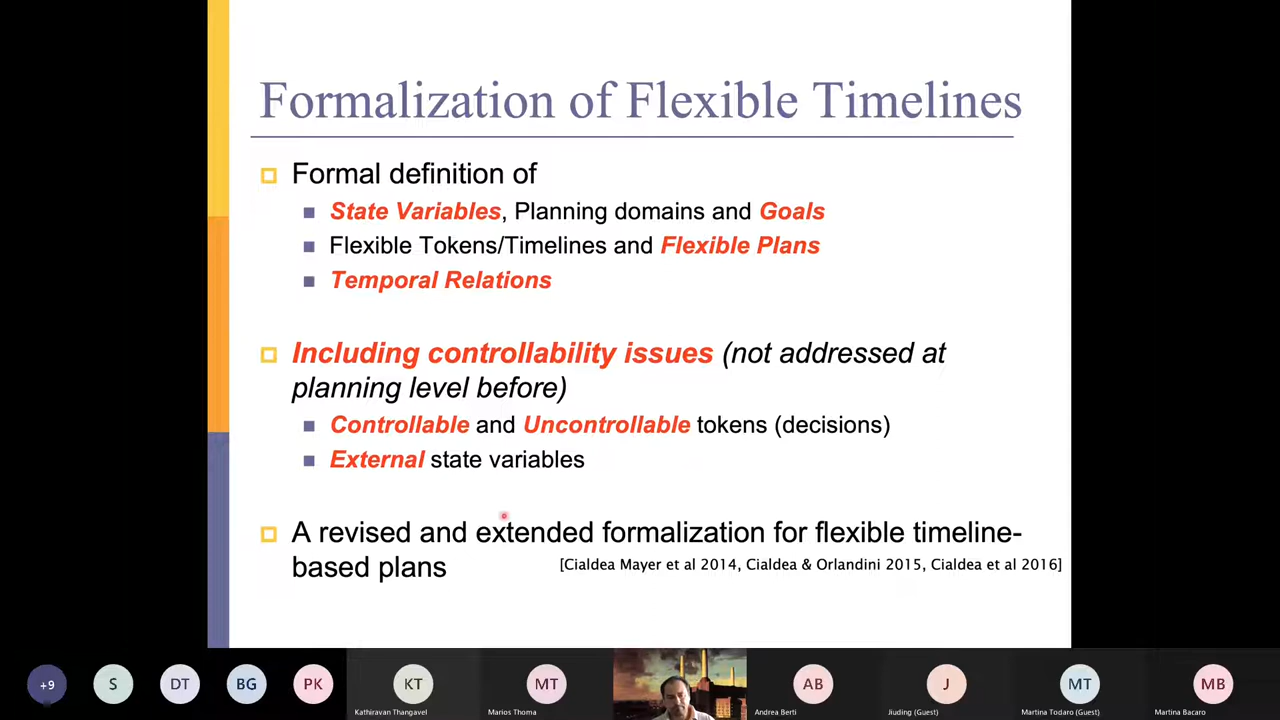 Formalization of Flexible Timelines
Formal definition of
State Variables, Planning domains and Goals
Flexible Tokens/Timelines and Flexible Plans
Temporal Relations
Including controllability issues (not addressed at
planning level before)
Controllable and Uncontrollable tokens (decisions)
External state variables
A revised and extended formalization for flexible timeline-
based plans
[Cialdea Mayer et al 2014, Cialdea & Orlandini 2015, Cialdea et al 2016]
+9 S DT BG PK KT MT AB J MT MB
Kathiravan Thangavel Marios Thoma Andrea Berti Jiuding (Guest) Martina Todaro (Guest) Martina Bacaro